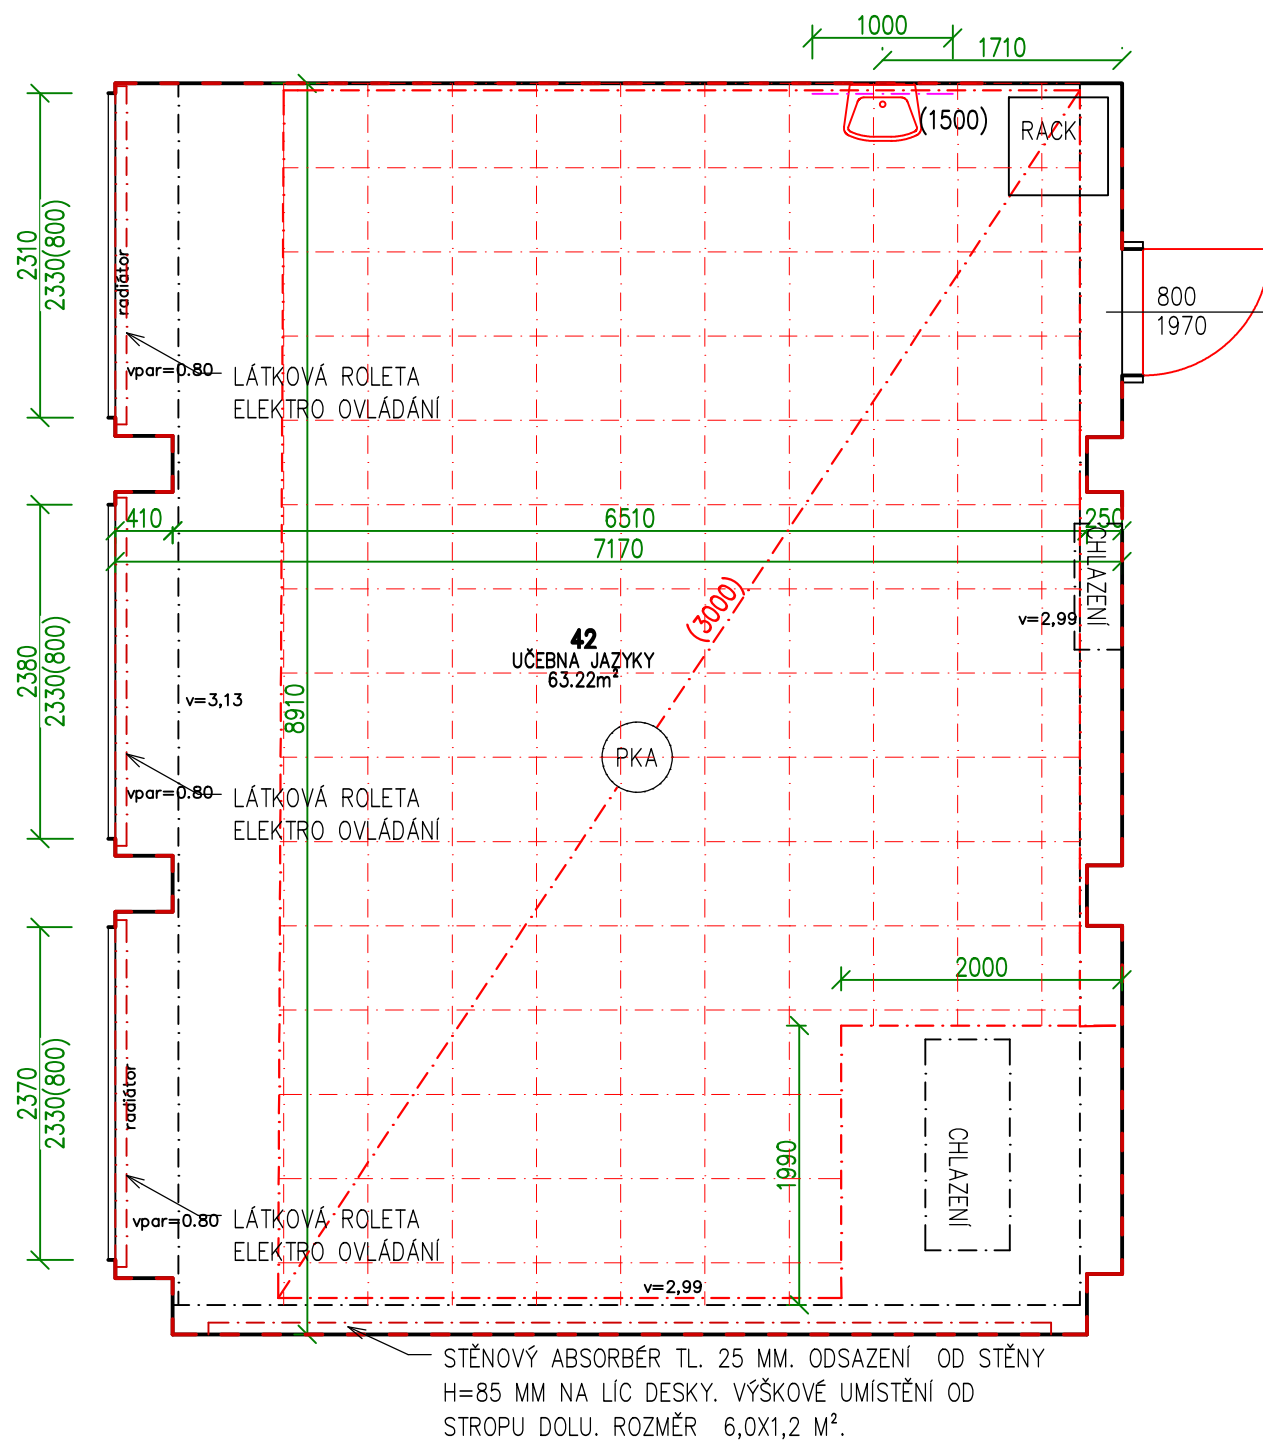 1000
1710
(1500)
RACK
2310
2330(800)
radiátor
800
1970
vpar=0.80
LÁTKOVÁ ROLETA
ELEKTRO OVLÁDÁNÍ
410
6510
250
7170
CHLAZENÍ
(3000)
v=2,99
42
UČEBNA JAZYKY
63.22m²
2380
2330(800)
v=3,13
8910
PKA
vpar=0.80
LÁTKOVÁ ROLETA
ELEKTRO OVLÁDÁNÍ
2000
2370
2330(800)
radiátor
1990
CHLAZENÍ
vpar=0.80
LÁTKOVÁ ROLETA
ELEKTRO OVLÁDÁNÍ
v=2,99
STĚNOVÝ ABSORBÉR TL. 25 MM. ODSAZENÍ OD STĚNY
H=85 MM NA LÍC DESKY. VÝŠKOVÉ UMÍSTĚNÍ OD
STROPU DOLU. ROZMĚR 6,0X1,2 M².